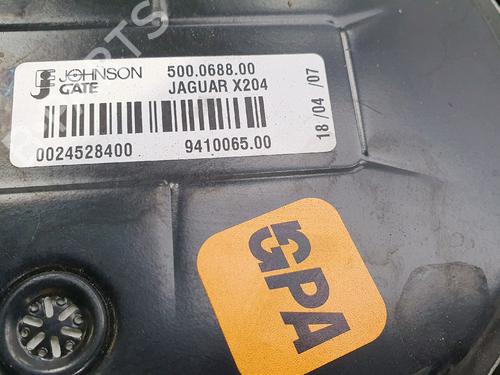 JOHNSON 500.0688.00
GATE JAGUAR X204
0024528400 9410065.00
18/04 /07
GPA